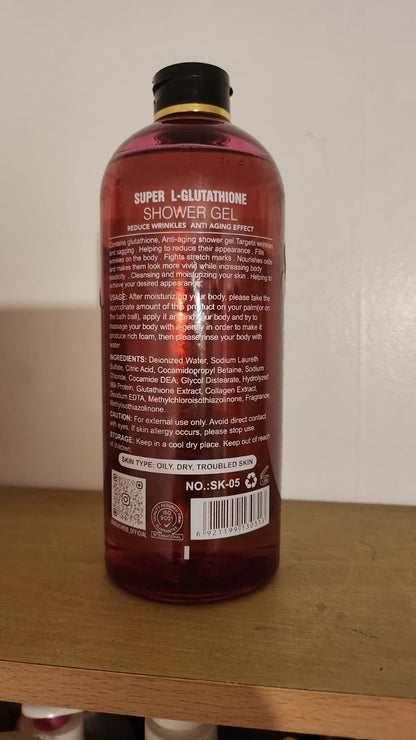 SUPER L-GLUTATHIONE
SHOWER GEL
REDUCE WRINKLES ANTI AGING EFFECT
Contains glutathione, Anti-aging shower gel.Targets wrinkles
and sagging . Helping to reduce their appearance . Fills
wrinkles on the body . Fights stretch marks . Nourishes cells
and makes them look more vivid while increasing body
elasticity . Cleansing and moisturizing your skin . Helping to
achieve your desired appearance.
USAGE: After moisturizing your body, please take the
appropriate amount of this product on your palm(or
on the bath ball), apply it around your body and try to
massage your body with a gentle in order to make it
produce rich foam, then please rinse your body with
water.
INGREDIENTS: Deionized Water, Sodium Laureth
Sulfate, Citric Acid, Cocamidopropyl Betaine, Sodium
Chloride, Cocamide DEA, Glycol Distearate, Hydrolyzed
Milk Protein, Glutathione Extract, Collagen Extract,
Disodium EDTA, Methylchloroisothiazolinone, Fragrance,
Methylisothiazolinone.
CAUTION: For external use only. Avoid direct contact
with eyes. If skin allergy occurs, please stop use.
STORAGE: Keep in a cool dry place. Keep out of reach
of children.
SKIN TYPE: OILY, DRY, TROUBLED SKIN
NO.:SK-05
ISO
9001
INTERNATIONAL